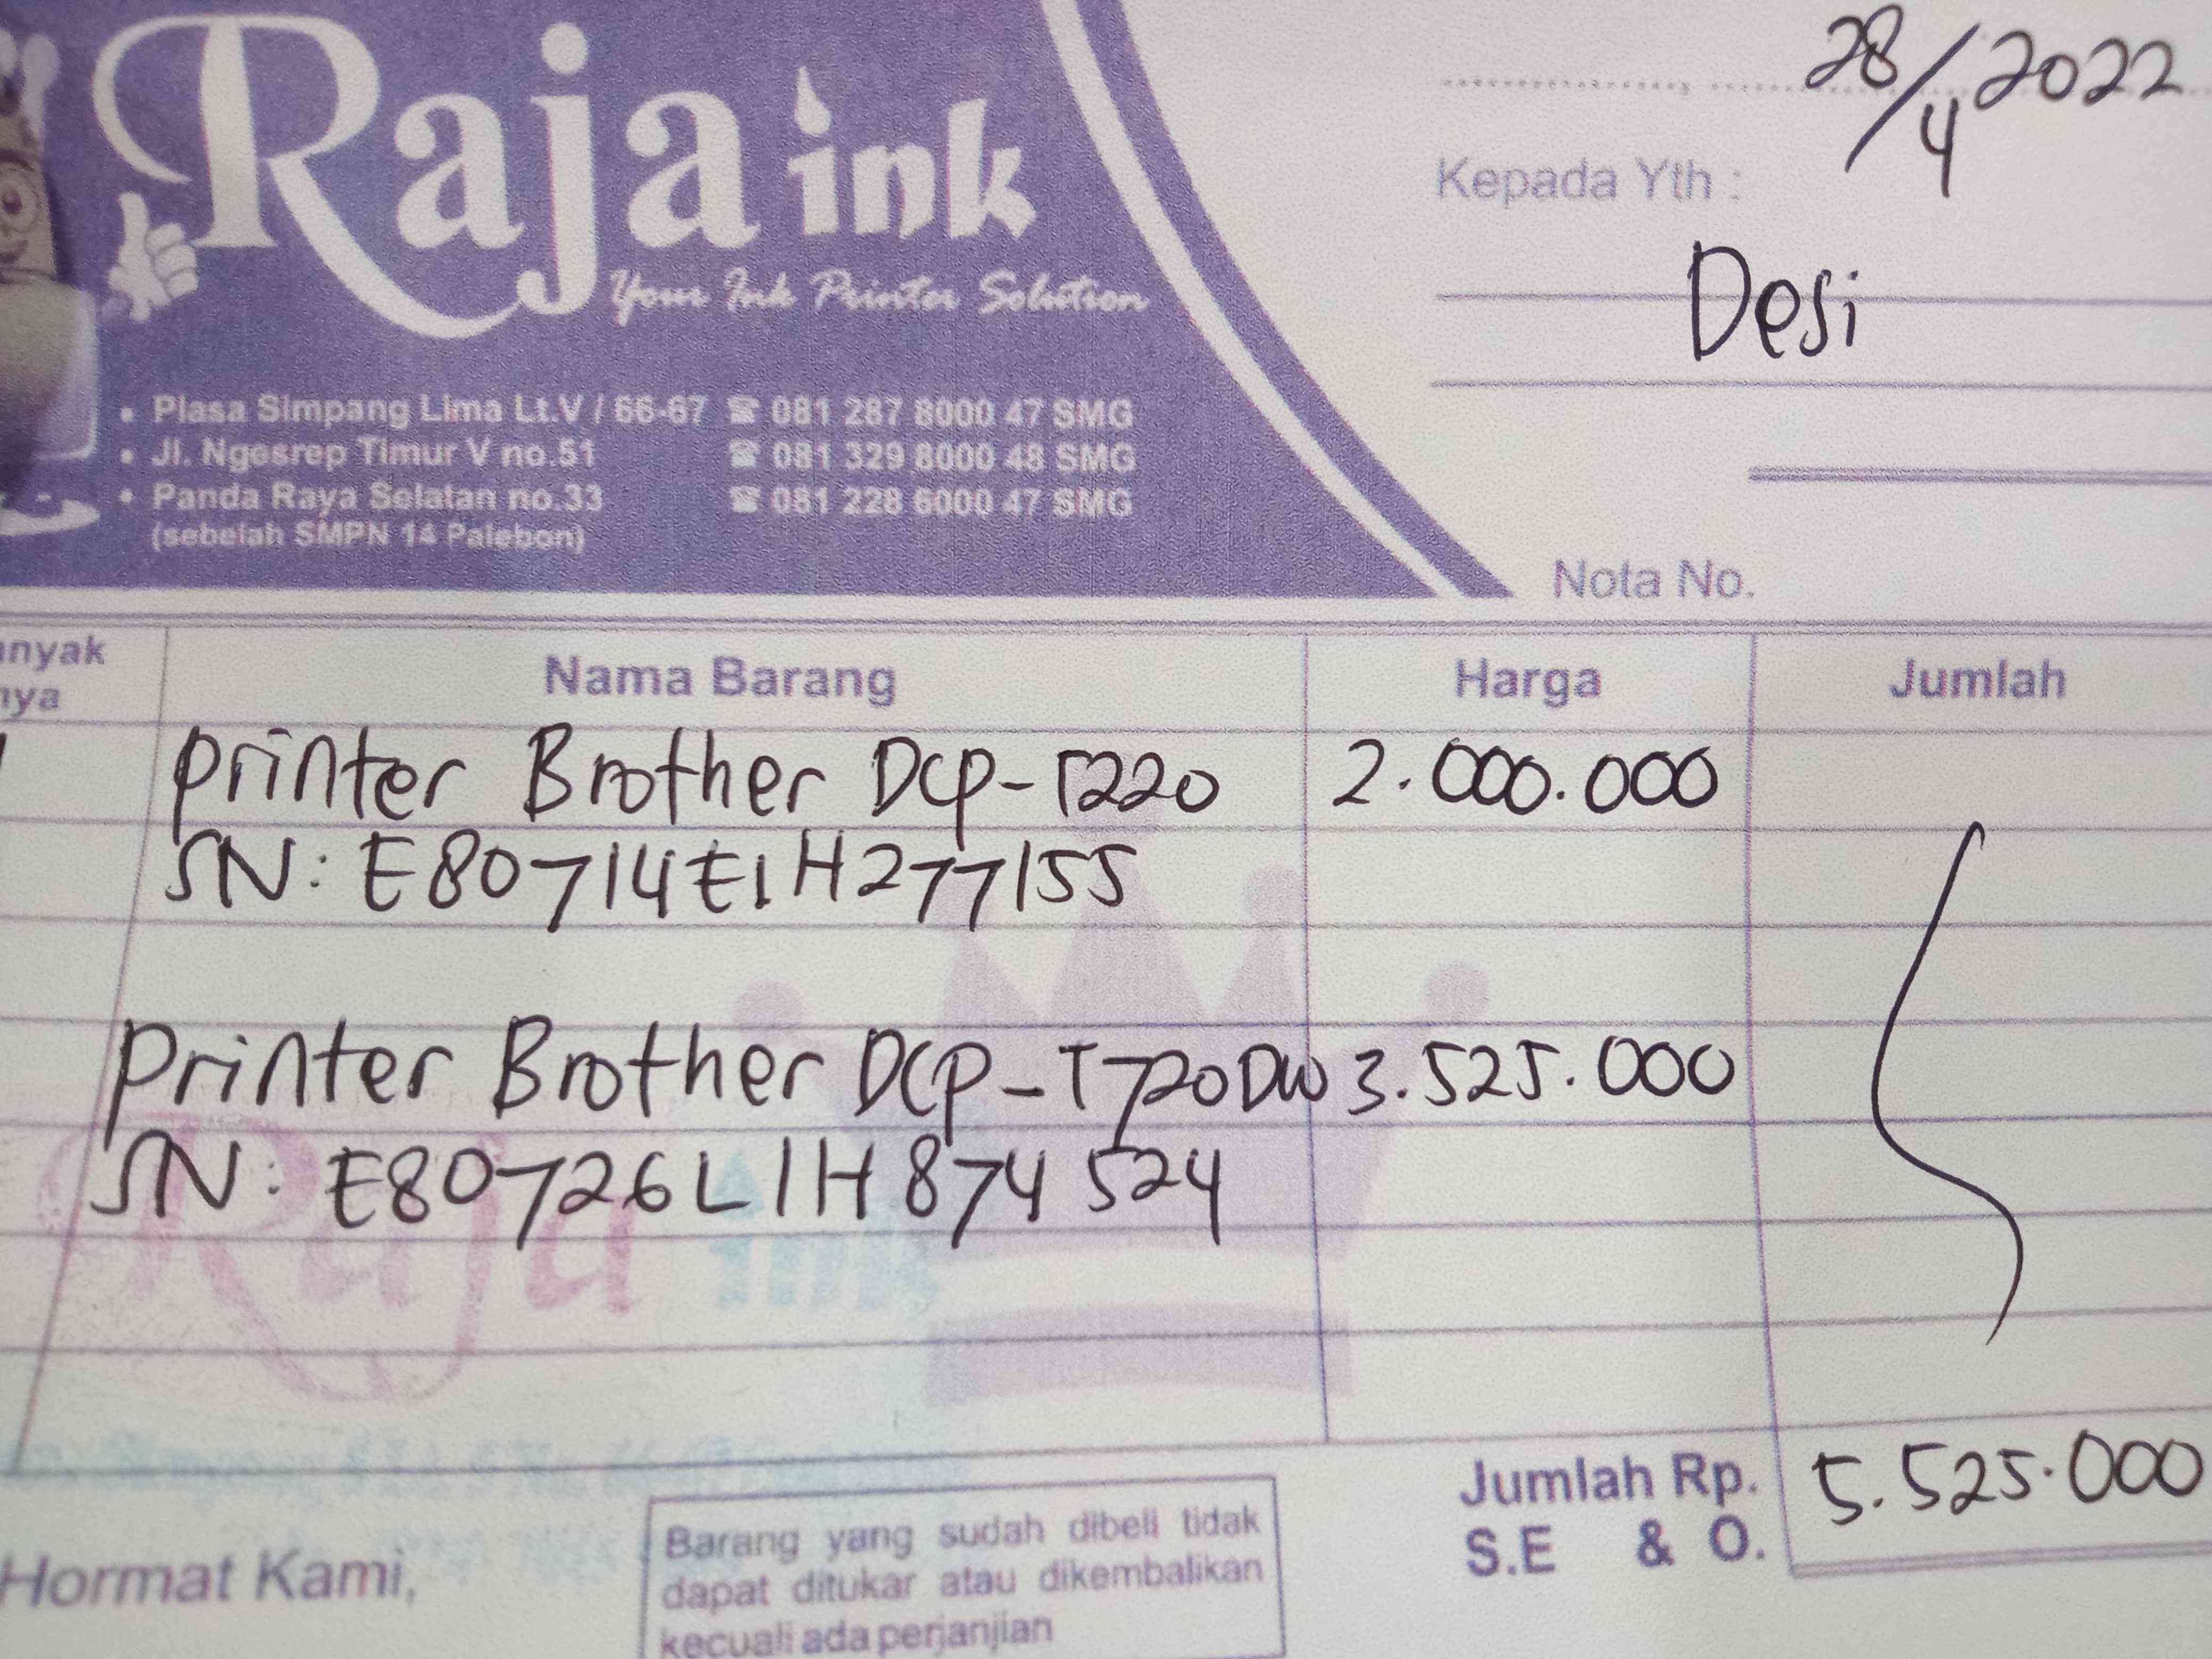 Raja ink
Your Ink Printer Solution
• Plasa Simpang Lima Lt.V / 66-67 ☎ 081 287 8000 47 SMG
• Jl. Ngesrep Timur V no.51 ☎ 081 329 8000 48 SMG
• Panda Raya Selatan no.33 ☎ 081 228 6000 47 SMG
(sebelah SMPN 14 Palebon)
28/4 2022
Kepada Yth :
Desi
Nota No.
anyak
nya
Nama Barang Harga Jumlah
Printer Brother DCP-T220 2.000.000
SN: E80714E1H277155
Printer Brother DCP-T720DW 3.525.000
SN: E80726L1H874524
Raja ink
Jumlah Rp. 5.525.000
S.E & O.
Hormat Kami,
Barang yang sudah dibeli tidak
dapat ditukar atau dikembalikan
kecuali ada perjanjian